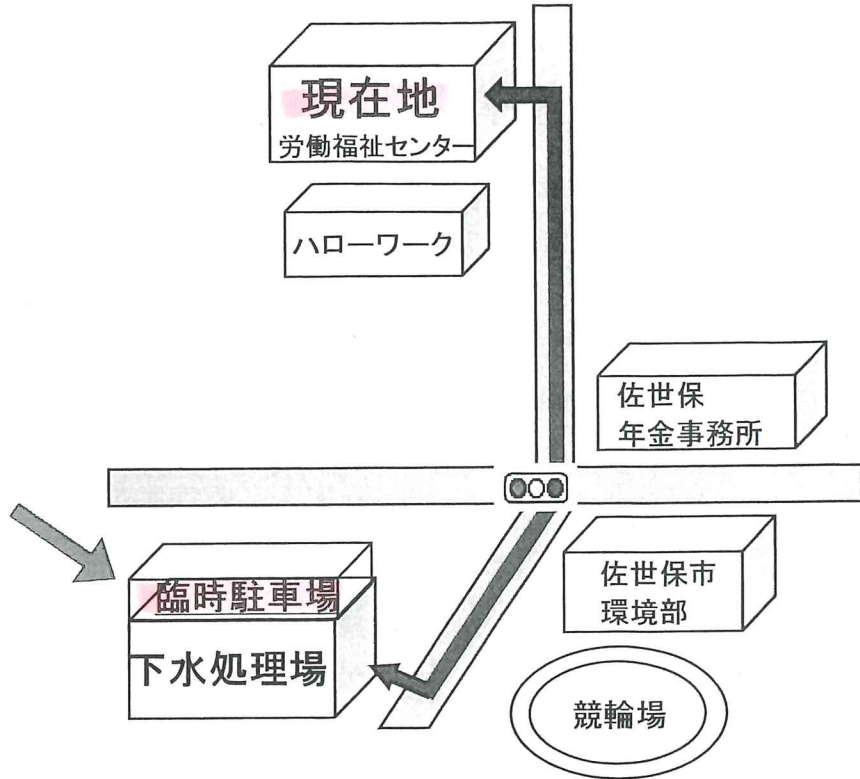 現在地
労働福祉センター
ハローワーク
佐世保
年金事務所
臨時駐車場
下水処理場
佐世保市
環境部
競輪場